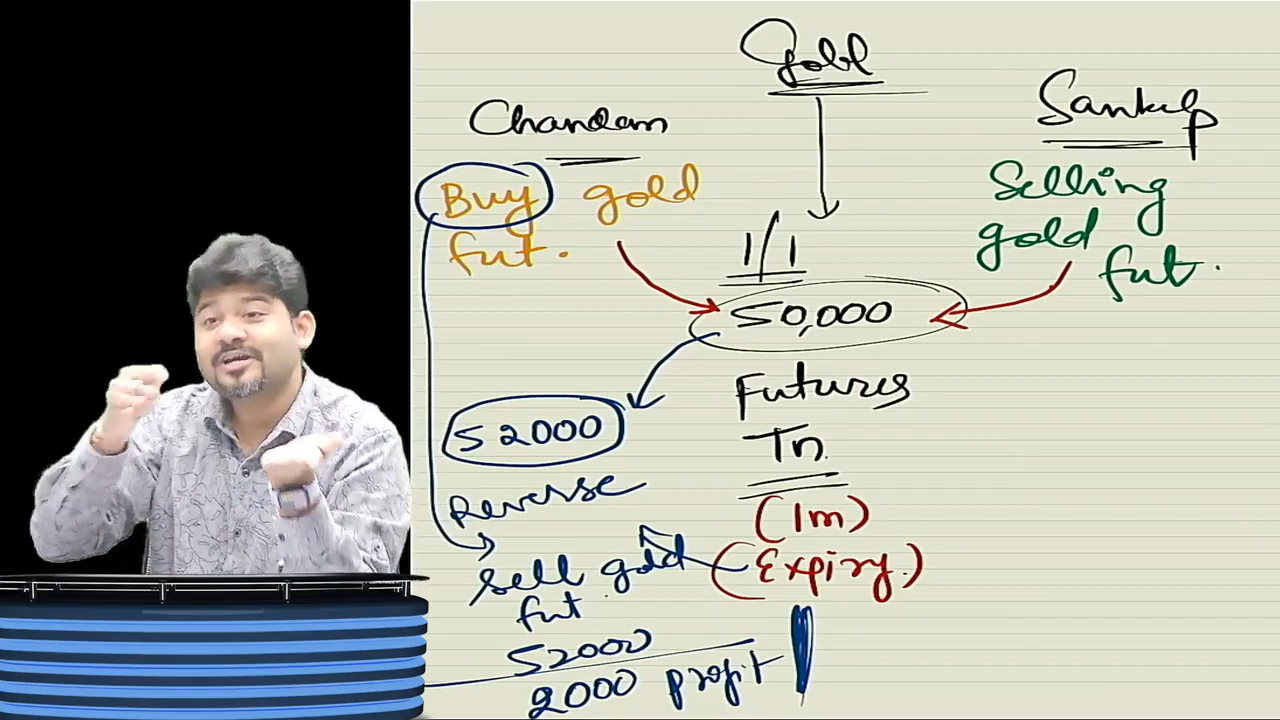 Gold
Chandan
Sankalp
Buy gold
fut.
Selling
gold
fut.
1/1
50,000
Futures
Tn.
(1m)
(Expiry.)
52000
Reverse
Sell gold
fut.
52000
2000 profit